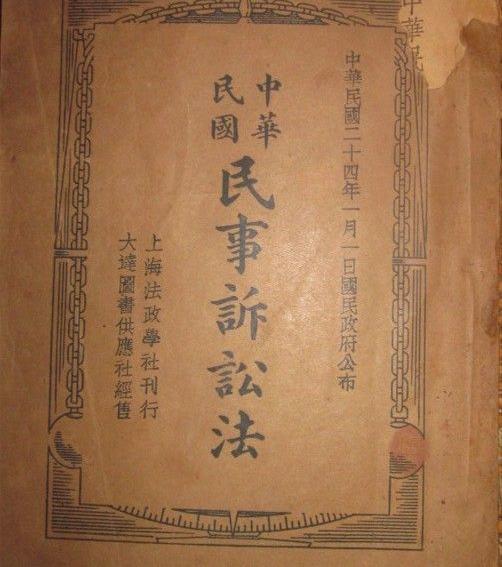 中華民
中華民國二十四年一月一日國民政府公布
中華
民國
民事訴訟法
上海法政學社刊行
大達圖書供應社經售